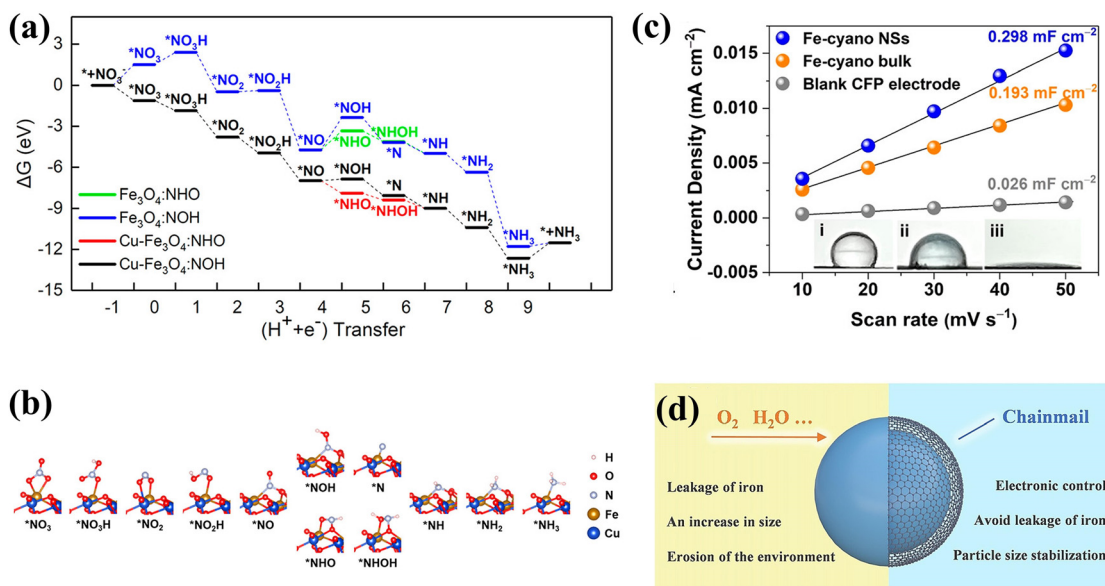 (a)
ΔG (eV)
3
0
-3
-6
-9
-12
-15
*+NO₃⁻
*NO₃
*NO₃H
*NO₂
*NO₂H
*NO
*NOH
*NHO
*NHOH
*N
*NH
*NH₂
*NH₃
*NO₃
*NO₃H
*NO₂
*NO₂H
*NO
*NOH
*NHO
*N
*NHOH
*NH
*NH₂
*NH₃
*+NH₃
Fe₃O₄:NHO
Fe₃O₄:NOH
Cu-Fe₃O₄:NHO
Cu-Fe₃O₄:NOH
-1 0 1 2 3 4 5 6 7 8 9
(H⁺+e⁻) Transfer
(b)
*NO₃ *NO₃H *NO₂ *NO₂H *NO
*NOH *N
*NHO *NHOH
*NH *NH₂ *NH₃
H
O
N
Fe
Cu
(c)
Current Density (mA cm⁻²)
0.015
0.010
0.005
0.000
-0.005
Fe-cyano NSs
Fe-cyano bulk
Blank CFP electrode
0.298 mF cm⁻²
0.193 mF cm⁻²
0.026 mF cm⁻²
i ii iii
10 20 30 40 50
Scan rate (mV s⁻¹)
(d)
O₂ H₂O ...
Chainmail
Leakage of iron
An increase in size
Erosion of the environment
Electronic control
Avoid leakage of iron
Particle size stabilization